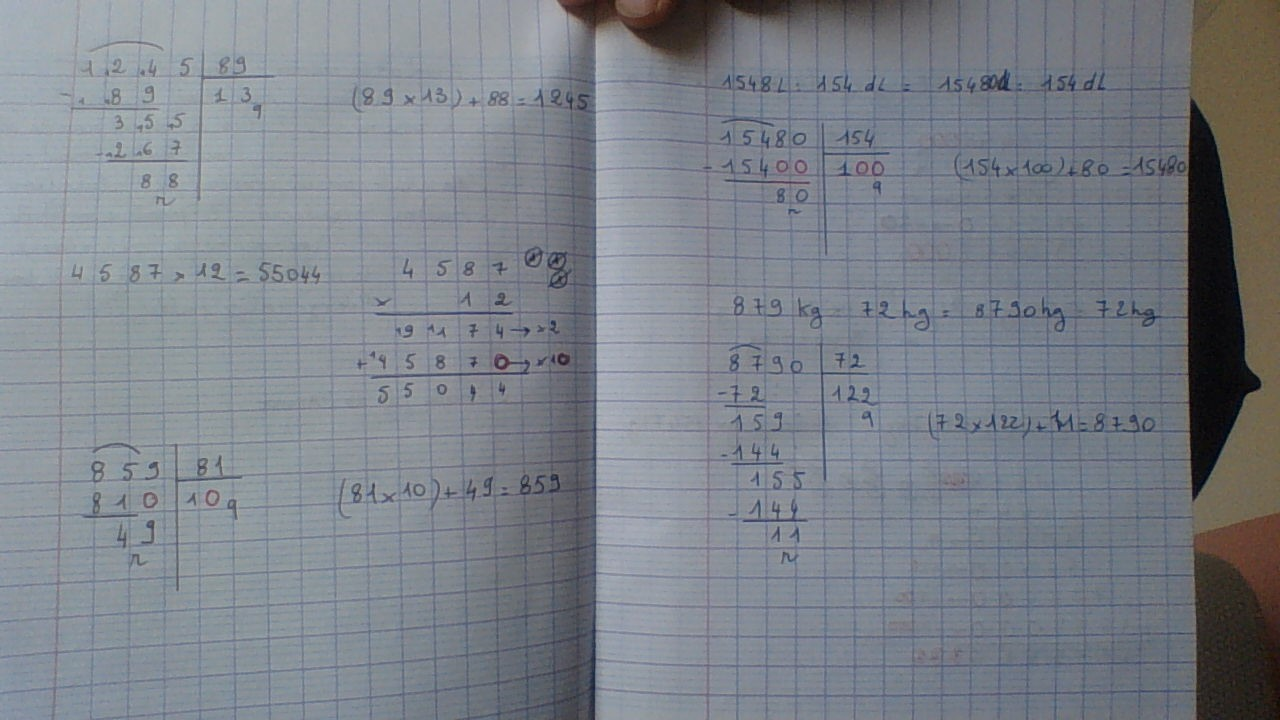 1245 89
- 89 13 q
355
- 267
88
r
(89 x 13) + 88 = 1245
4587 x 12 = 55044
4587
x 12
9174 → x2
+ 45870 → x10
55044
859 81
810 10 q
49
r
(81 x 10) + 49 = 859
1548 L : 154 dL = 15480 dL : 154 dL
15480 154
- 15400 100
80 q
r
(154 x 100) + 80 = 15480
879 kg : 72 hg = 8790 hg : 72 hg
8790 72
- 72 122
159 q
- 144
155
- 144
11
r
(72 x 122) + 11 = 8790